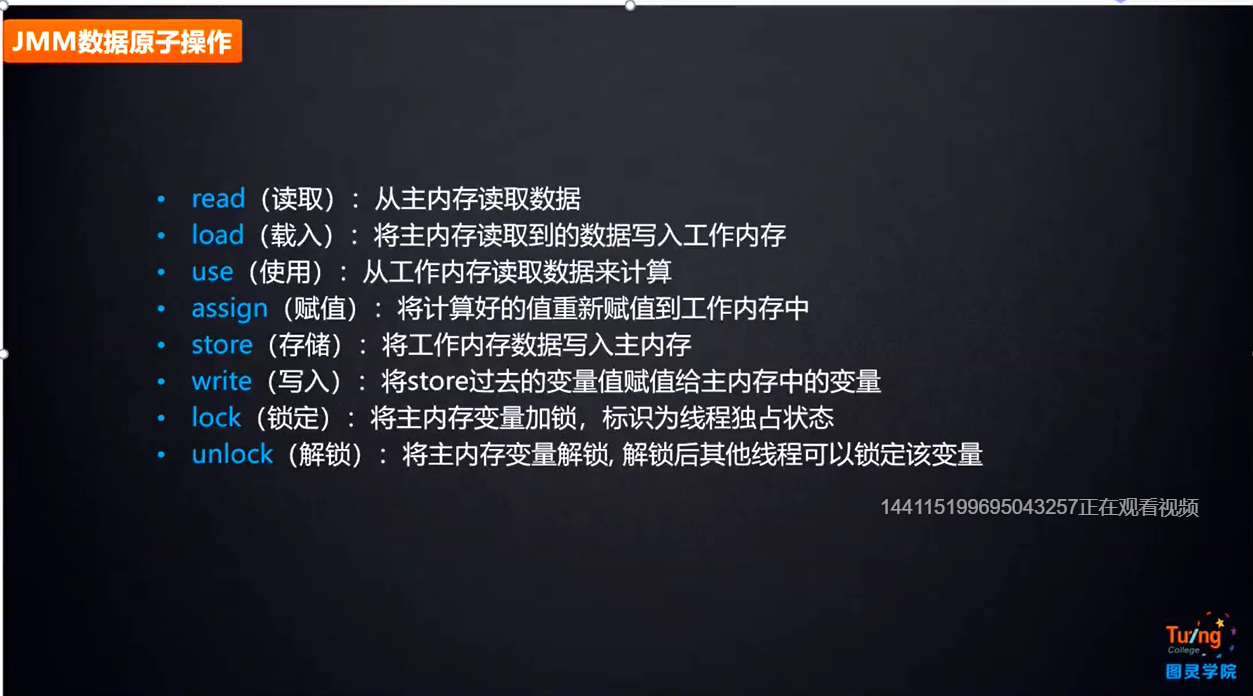 JMM数据原子操作
• read（读取）：从主内存读取数据
• load（载入）：将主内存读取到的数据写入工作内存
• use（使用）：从工作内存读取数据来计算
• assign（赋值）：将计算好的值重新赋值到工作内存中
• store（存储）：将工作内存数据写入主内存
• write（写入）：将store过去的变量值赋值给主内存中的变量
• lock（锁定）：将主内存变量加锁，标识为线程独占状态
• unlock（解锁）：将主内存变量解锁, 解锁后其他线程可以锁定该变量
144115199695043257正在观看视频
Turing
College
图灵学院